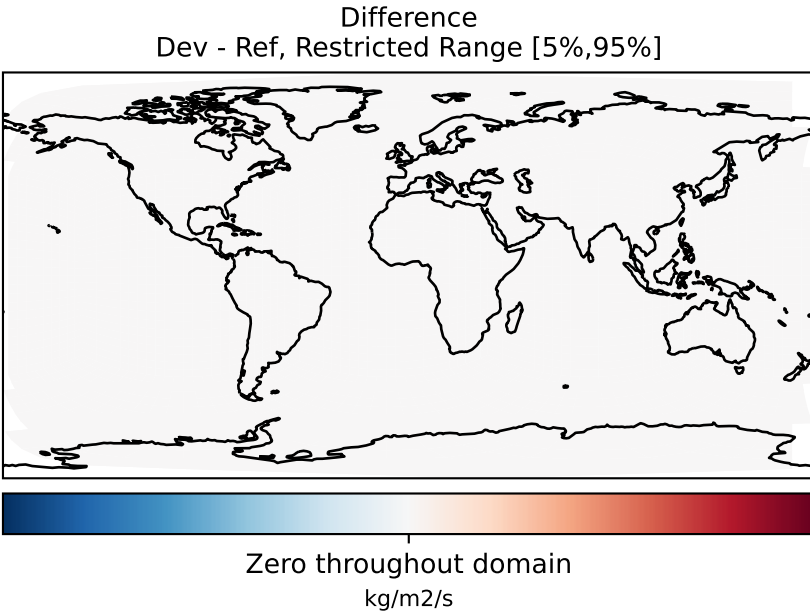 Difference
Dev - Ref, Restricted Range [5%,95%]
Zero throughout domain
kg/m2/s